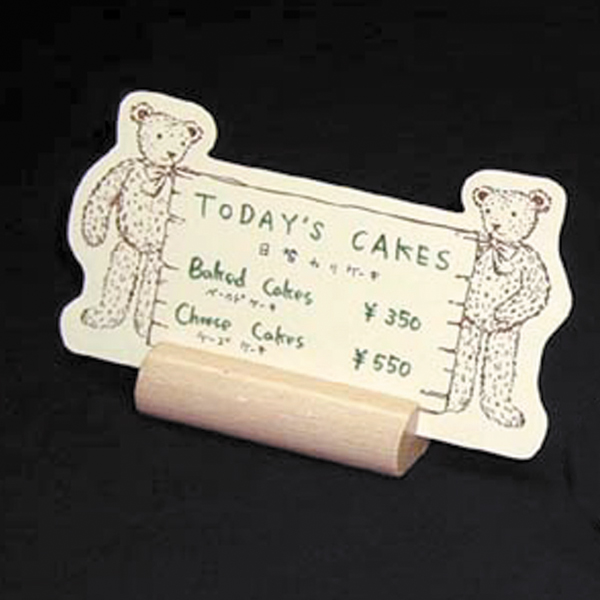 TODAY'S CAKES
日替わりケーキ
Baked Cakes ¥350
ベークドケーキ
Cheese Cakes ¥550
チーズケーキ